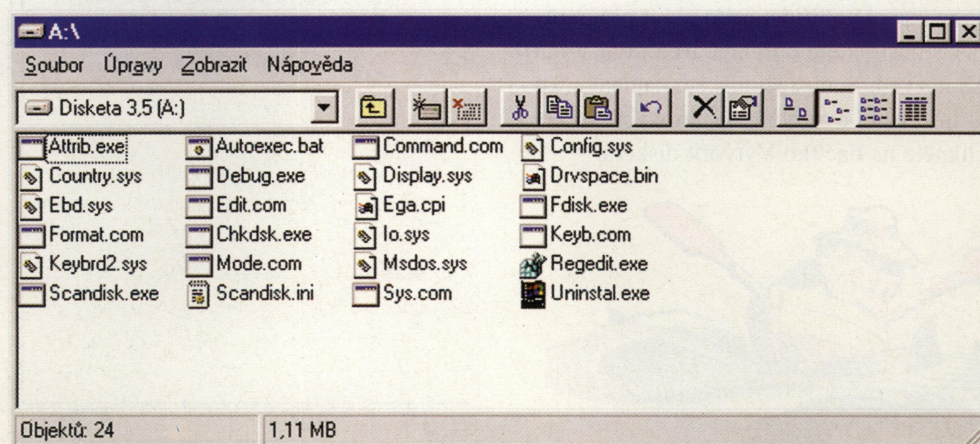 A:\
Soubor Úpravy Zobrazit Nápověda
Disketa 3,5 (A:)
Attrib.exe Autoexec.bat Command.com Config.sys
Country.sys Debug.exe Display.sys Drvspace.bin
Ebd.sys Edit.com Ega.cpi Fdisk.exe
Format.com Chkdsk.exe Io.sys Keyb.com
Keybrd2.sys Mode.com Msdos.sys Regedit.exe
Scandisk.exe Scandisk.ini Sys.com Uninstal.exe
Objektů: 24 1,11 MB